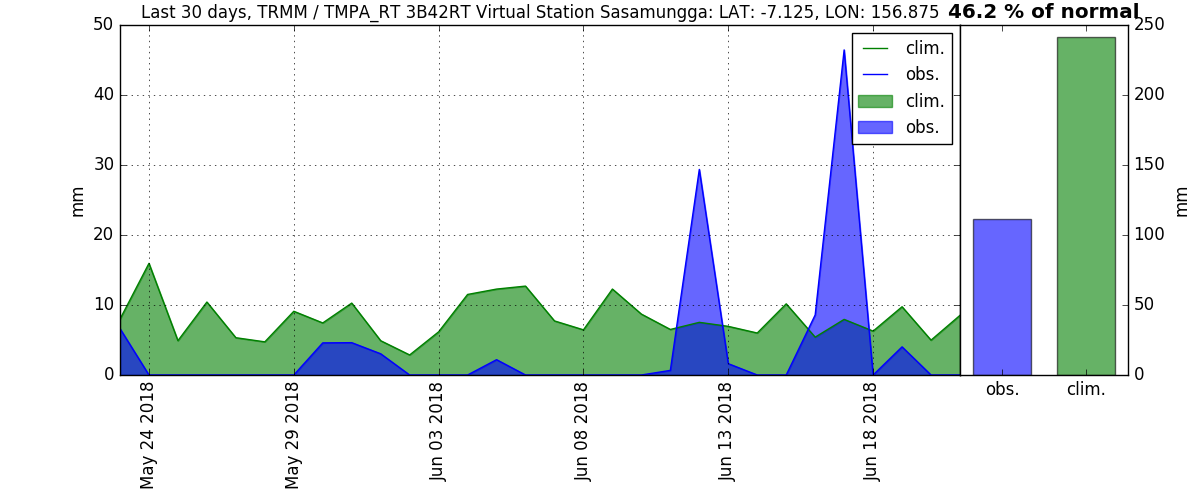 Last 30 days, TRMM / TMPA_RT 3B42RT Virtual Station Sasamungga: LAT: -7.125, LON: 156.875
46.2 % of normal
50
40
30
20
10
0
mm
clim.
obs.
clim.
obs.
May 24 2018
May 29 2018
Jun 03 2018
Jun 08 2018
Jun 13 2018
Jun 18 2018
250
200
150
100
50
0
mm
obs.
clim.